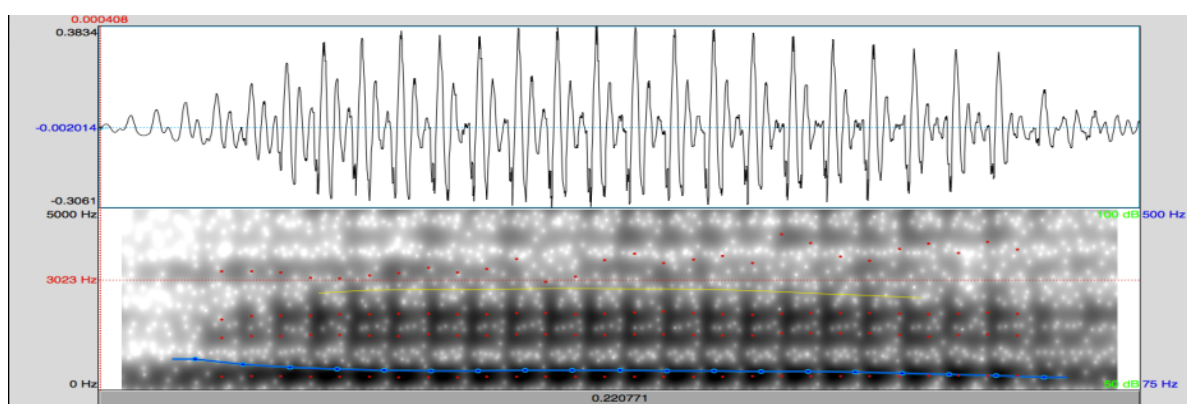 0.000408
0.3834
-0.002014
-0.3061
5000 Hz
100 dB 500 Hz
3023 Hz
0 Hz
50 dB 75 Hz
0.220771